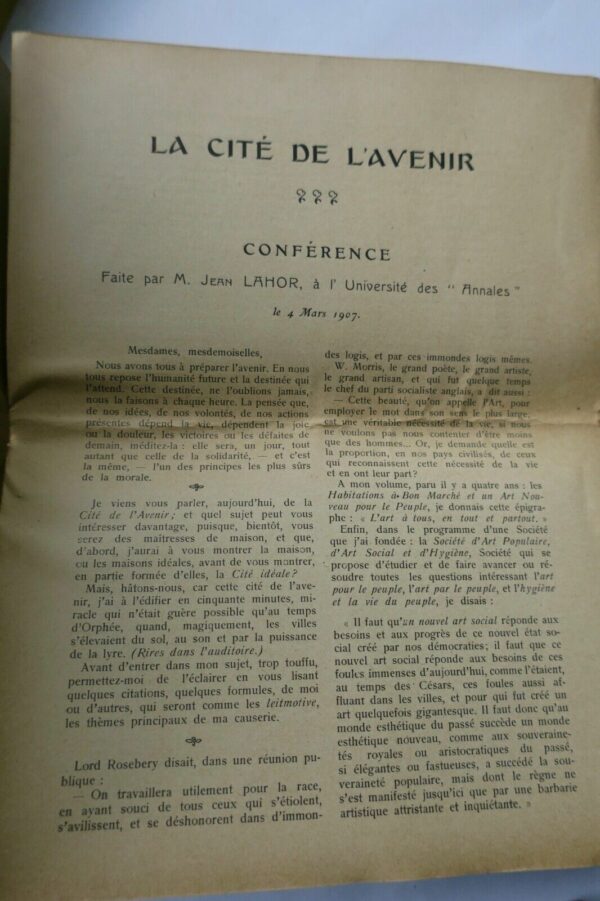 LA CITÉ DE L'AVENIR
CONFÉRENCE
Faite par M. JEAN LAHOR, à l'Université des "Annales"
le 4 Mars 1907.
Mesdames, mesdemoiselles,
Nous avons tous à préparer l'avenir. En nous
tous repose l'humanité future et la destinée qui
l'attend. Cette destinée, ne l'oublions jamais,
nous la faisons à chaque heure. La pensée que,
de nos idées, de nos volontés, de nos actions
présentes dépend la vie, dépendent la joie
ou la douleur, les victoires ou les défaites de
demain, méditez-la : elle sera, un jour, tout
autant que celle de la solidarité, — et c'est
la même, — l'un des principes les plus sûrs
de la morale.
Je viens vous parler, aujourd'hui, de la
Cité de l'Avenir ; et quel sujet peut vous
intéresser davantage, puisque, bientôt, vous
serez des maîtresses de maison, et que,
d'abord, j'aurai à vous montrer la maison,
ou les maisons idéales, avant de vous montrer,
en partie formée d'elles, la Cité idéale ?
Mais, hâtons-nous, car cette cité de l'ave-
nir, j'ai à l'édifier en cinquante minutes, mi-
racle qui n'était guère possible qu'au temps
d'Orphée, quand, magiquement, les villes
s'élevaient du sol, au son et par la puissance
de la lyre. (Rires dans l'auditoire.)
Avant d'entrer dans mon sujet, trop touffu,
permettez-moi de l'éclairer en vous lisant
quelques citations, quelques formules, de moi
ou d'autres, qui seront comme les leitmotive,
les thèmes principaux de ma causerie.
Lord Rosebery disait, dans une réunion pu-
blique :
— On travaillera utilement pour la race,
en ayant souci de tous ceux qui s'étiolent,
s'avilissent, et se déshonorent dans d'immon-
des logis, et par ces immondes logis mêmes.
W. Morris, le grand poète, le grand artiste,
le grand artisan, et qui fut quelque temps
le chef du parti socialiste anglais, a dit aussi :
— Cette beauté, qu'on appelle l'Art, pour
employer le mot dans son sens le plus large,
est une véritable nécessité de la vie, si nous
ne voulons pas nous contenter d'être moins
que des hommes... Or, je demande quelle est
la proportion, en nos pays civilisés, de ceux
qui reconnaissent cette nécessité de la vie
et en ont leur part ?
A mon volume, paru il y a quatre ans : les
Habitations à Bon Marché et un Art Nou-
veau pour le Peuple, je donnais cette épigra-
phe : « L'art à tous, en tout et partout. »
Enfin, dans le programme d'une Société
que j'ai fondée : la Société d'Art Populaire,
d'Art Social et d'Hygiène, Société qui se
propose d'étudier et de faire avancer ou ré-
soudre toutes les questions intéressant l'art
pour le peuple, l'art par le peuple, et l'hygiène
et la vie du peuple, je disais :
« Il faut qu'un nouvel art social réponde aux
besoins et aux progrès de ce nouvel état so-
cial créé par nos démocraties ; il faut que ce
nouvel art social réponde aux besoins de ces
foules immenses d'aujourd'hui, comme l'étaient,
au temps des Césars, ces foules aussi af-
fluant dans les villes, et pour qui fut créé un
art quelquefois gigantesque. Il faut donc qu'au
monde esthétique du passé succède un monde
esthétique nouveau, comme aux souveraine-
tés royales ou aristocratiques du passé,
si élégantes ou fastueuses, a succédé la sou-
veraineté populaire, mais dont le règne ne
s'est manifesté jusqu'ici que par une barbarie
artistique attristante et inquiétante. »